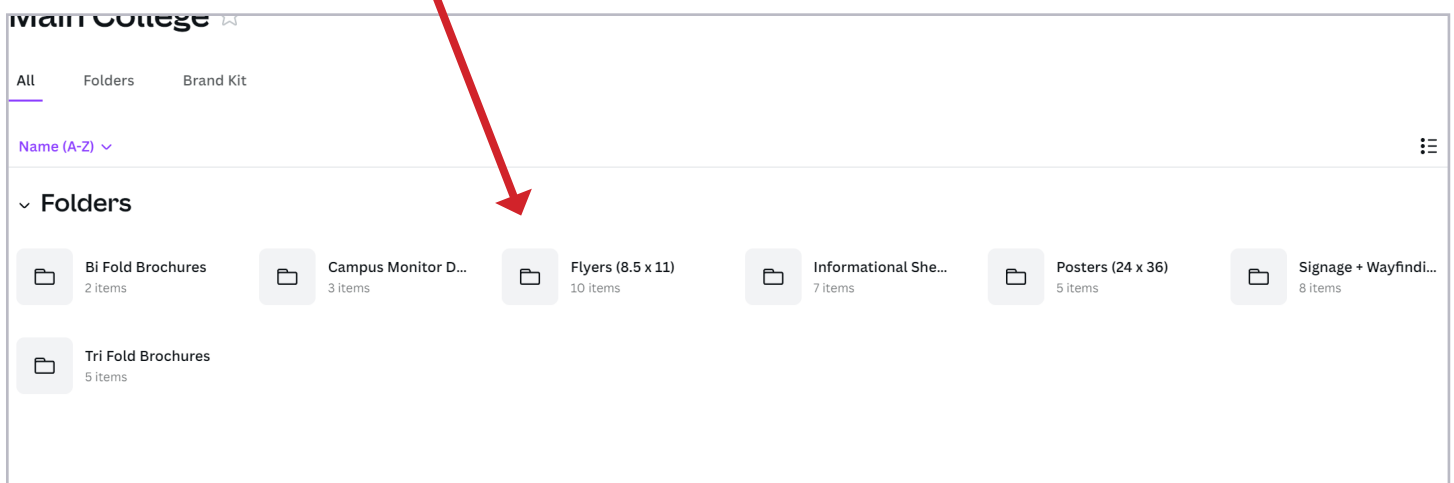 Main College
All Folders Brand Kit
Name (A-Z)
Folders
Bi Fold Brochures
2 items
Campus Monitor D...
3 items
Flyers (8.5 x 11)
10 items
Informational She...
7 items
Posters (24 x 36)
5 items
Signage + Wayfindi...
8 items
Tri Fold Brochures
5 items